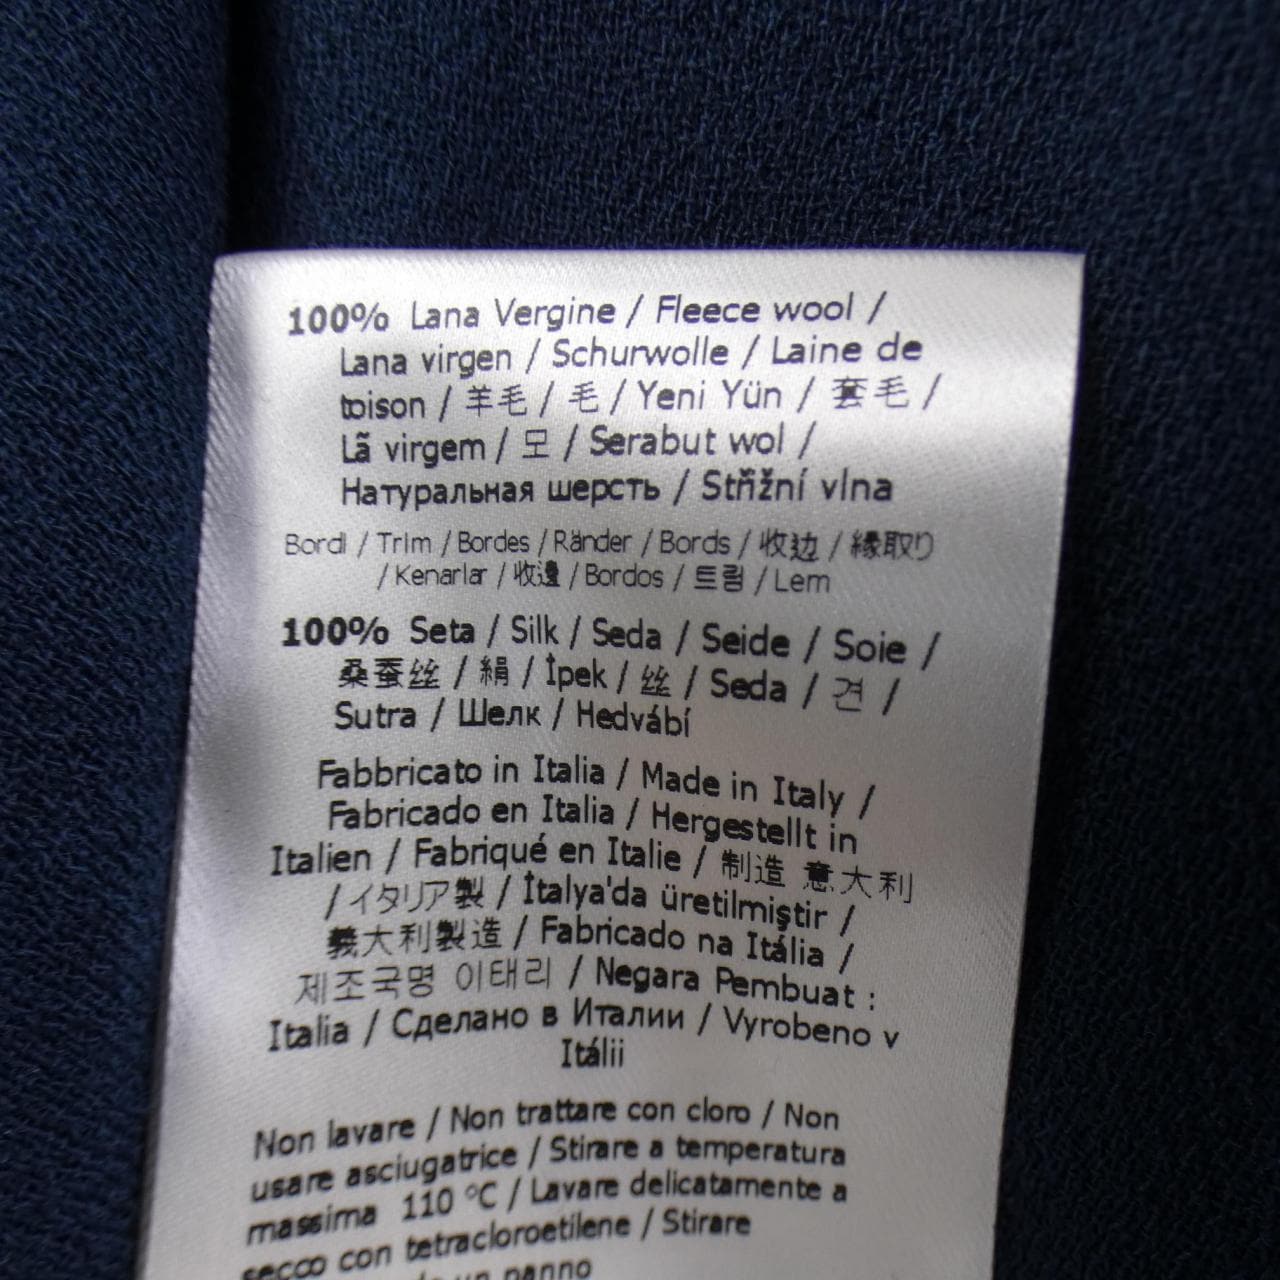 100% Lana Vergine / Fleece wool /
Lana virgen / Schurwolle / Laine de
toison / 羊毛 / 毛 / Yeni Yün / 套毛 /
Lã virgem / 모 / Serabut wol /
Натуральная шерсть / Střižní vlna
Bordi / Trim / Bordes / Ränder / Bords / 收边 / 縁取り
/ Kenarlar / 收邊 / Bordos / 트림 / Lem
100% Seta / Silk / Seda / Seide / Soie /
桑蚕丝 / 絹 / İpek / 丝 / Seda / 견 /
Sutra / Шелк / Hedvábí
Fabbricato in Italia / Made in Italy /
Fabricado en Italia / Hergestellt in
Italien / Fabriqué en Italie / 制造 意大利
/ イタリア製 / İtalya'da üretilmiştir /
義大利製造 / Fabricado na Itália /
제조국명 이태리 / Negara Pembuat :
Italia / Сделано в Италии / Vyrobeno v
Itálii
Non lavare / Non trattare con cloro / Non
usare asciugatrice / Stirare a temperatura
massima 110 °C / Lavare delicatamente a
secco con tetracloroetilene / Stirare
un panno